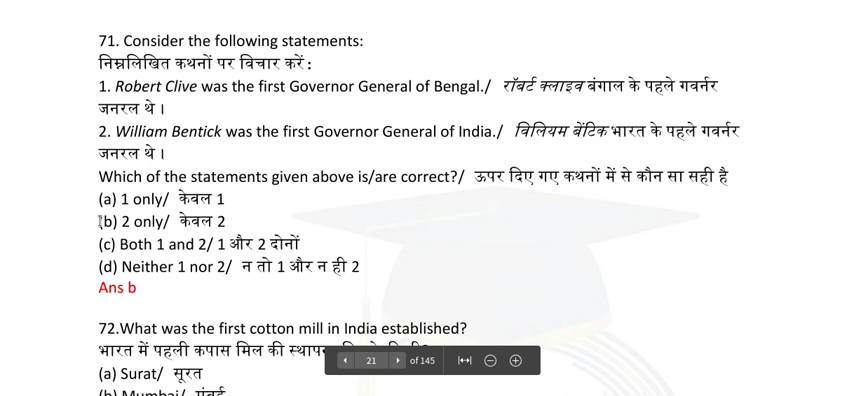 71. Consider the following statements:
निम्नलिखित कथनों पर विचार करें:
1. Robert Clive was the first Governor General of Bengal./ रॉबर्ट क्लाइव बंगाल के पहले गवर्नर
जनरल थे ।
2. William Bentick was the first Governor General of India./ विलियम बेंटिक भारत के पहले गवर्नर
जनरल थे ।
Which of the statements given above is/are correct?/ ऊपर दिए गए कथनों में से कौन सा सही है
(a) 1 only/ केवल 1
(b) 2 only/ केवल 2
(c) Both 1 and 2/ 1 और 2 दोनों
(d) Neither 1 nor 2/ न तो 1 और न ही 2
Ans b
72.What was the first cotton mill in India established?
भारत में पहली कपास मिल की
21 of 145
(a) Surat/ सूरत